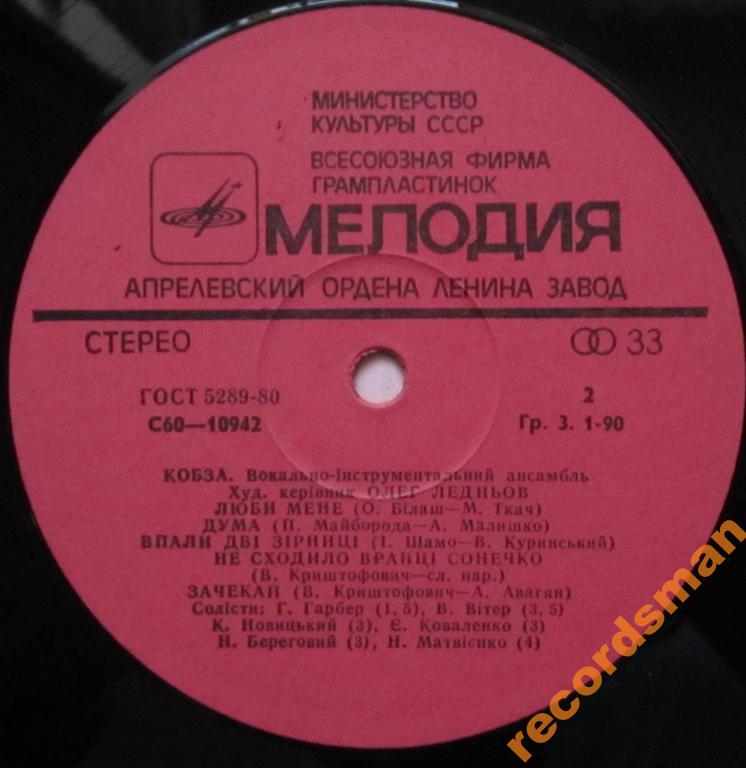 МИНИСТЕРСТВО
КУЛЬТУРЫ СССР
ВСЕСОЮЗНАЯ ФИРМА
ГРАМПЛАСТИНОК
МЕЛОДИЯ
АПРЕЛЕВСКИЙ ОРДЕНА ЛЕНИНА ЗАВОД
СТЕРЕО 33
ГОСТ 5289-80 2
С60—10942 Гр. 3. 1-90
КОБЗА. Вокально-інструментальний ансамбль
Худ. керівник ОЛЕГ ЛЕДНЬОВ
ЛЮБИ МЕНЕ (О. Білаш—М. Ткач)
ДУМА (П. Майборода—А. Малишко)
ВПАЛИ ДВІ ЗІРНИЦІ (І. Шамо—В. Куринський)
НЕ СХОДИЛО ВРАНЦІ СОНЕЧКО
(В. Криштофович—сл. нар.)
ЗАЧЕКАЙ (В. Криштофович—А. Авагян)
Солісти: Г. Гарбер (1, 5), В. Вітер (3, 5)
К. Новицький (3), Є. Коваленко (3)
Н. Береговий (3), Н. Матвієнко (4)
recordsman